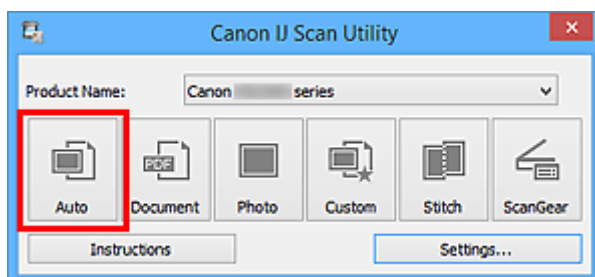 Canon IJ Scan Utility
Product Name: Canon series
PDF
Auto Document Photo Custom Stitch ScanGear
Instructions Settings...